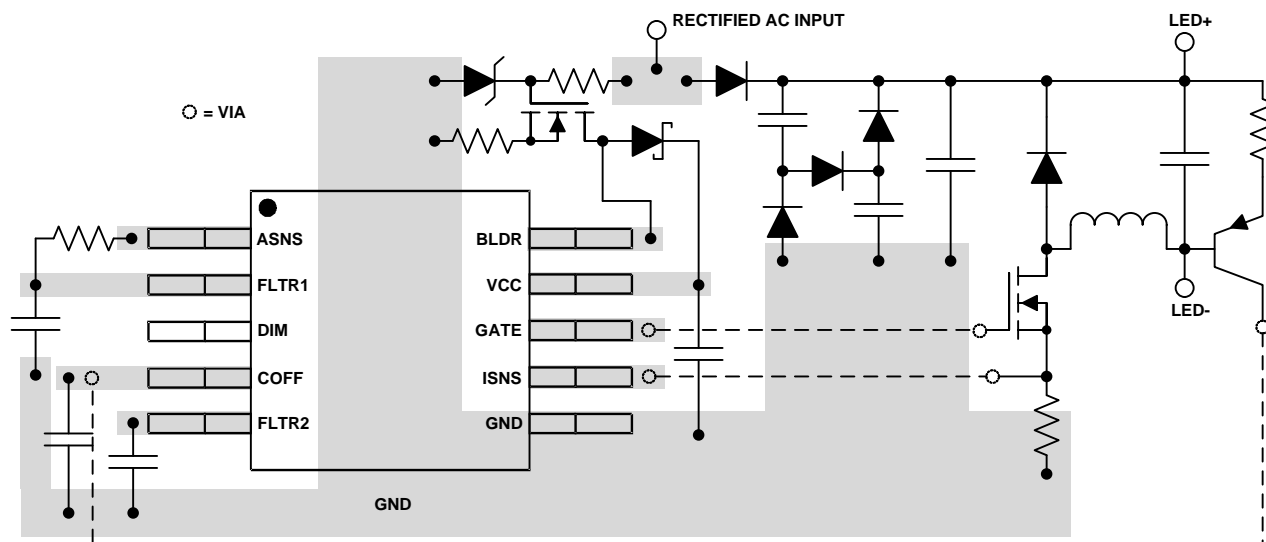 RECTIFIED AC INPUT
LED+
= VIA
ASNS
BLDR
FLTR1
VCC
DIM
GATE
LED-
COFF
ISNS
FLTR2
GND
GND